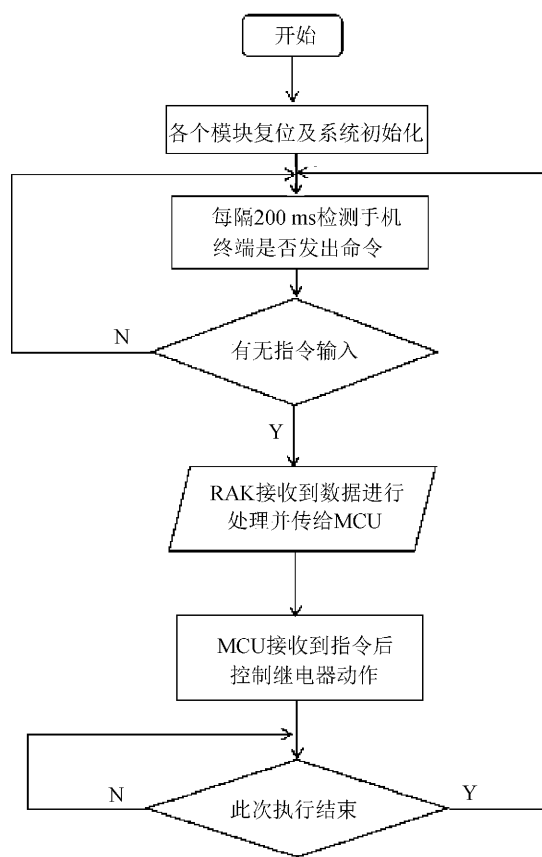 开始
各个模块复位及系统初始化
每隔200 ms检测手机
终端是否发出命令
N
有无指令输入
Y
RAK接收到数据进行
处理并传给MCU
MCU接收到指令后
控制继电器动作
N
此次执行结束
Y